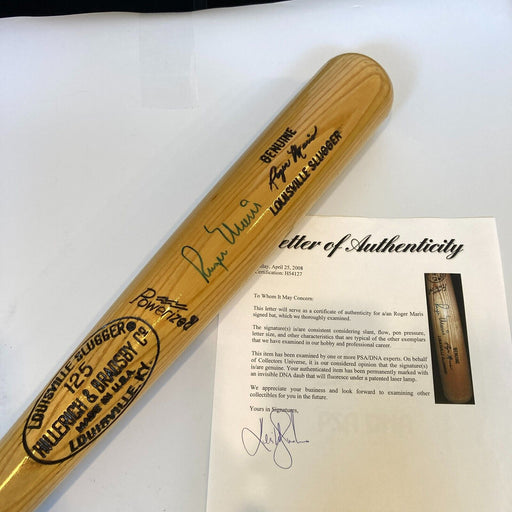 GENUINE
Roger Maris
LOUISVILLE SLUGGER
Roger Maris
Powerized
LOUISVILLE SLUGGER
125
HILLERICH & BRADSBY CO
MADE IN U.S.A.
LOUISVILLE, KY.
etter of Authenticity
day, April 25, 2008
Certification: H54127
To Whom It May Concern:
This letter will serve as a certificate of authenticity for a/an Roger Maris
signed bat, which we thoroughly examined.
The signature(s) is/are consistent considering slant, flow, pen pressure,
letter size, and other characteristics that are typical of the other exemplars
that we have examined in our hobby and professional career.
This item has been examined by one or more PSA/DNA experts. On behalf
of Collectors Universe, it is our considered opinion that the signature(s)
is/are genuine. Your authenticated item has been permanently marked with
an invisible DNA daub that will fluoresce under a patented laser lamp.
We appreciate your business and look forward to examining other
collectibles for you in the future.
Yours in Signatures,